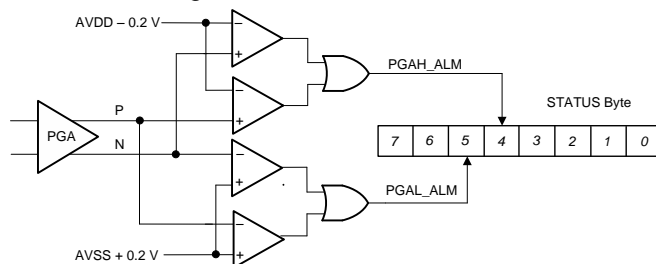 AVDD – 0.2 V
–
+
PGAH_ALM
–
+
STATUS Byte
P
PGA
N
7 6 5 4 3 2 1 0
–
+
PGAL_ALM
–
+
AVSS + 0.2 V